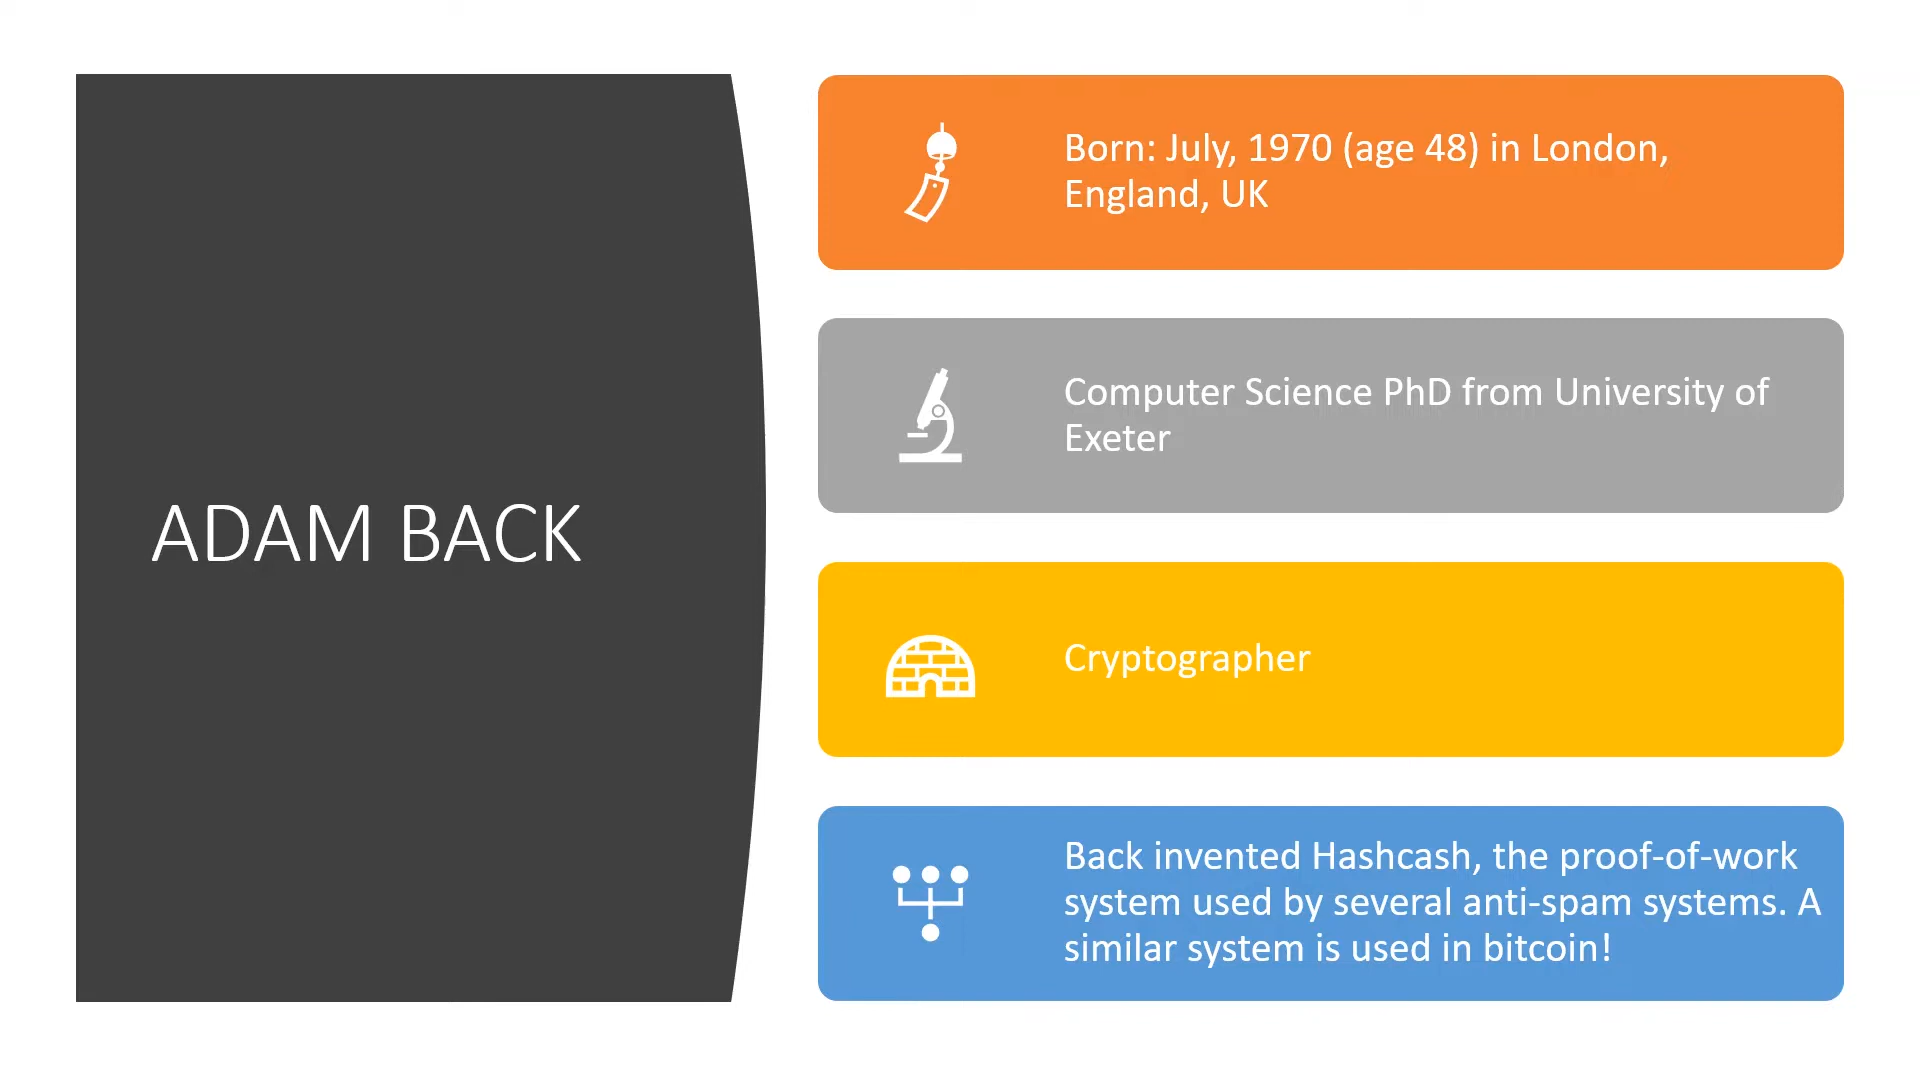 ADAM BACK
Born: July, 1970 (age 48) in London,
England, UK
Computer Science PhD from University of
Exeter
Cryptographer
Back invented Hashcash, the proof-of-work
system used by several anti-spam systems. A
similar system is used in bitcoin!